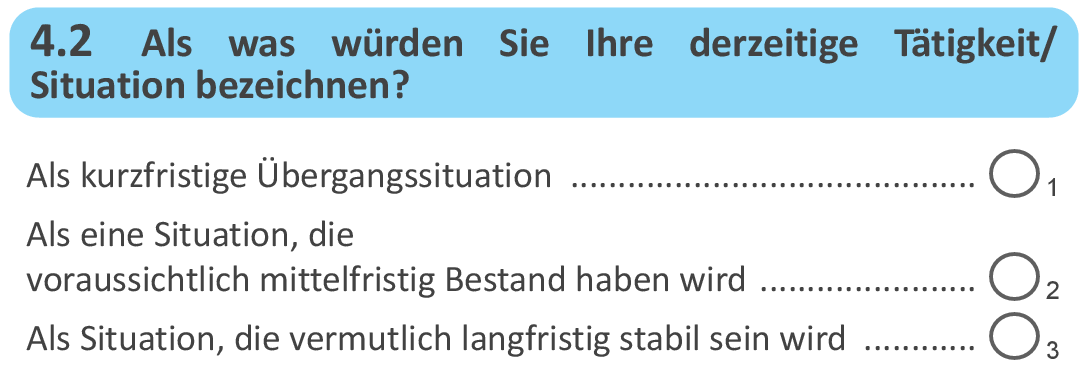 4.2 Als was würden Sie Ihre derzeitige Tätigkeit/
Situation bezeichnen?
Als kurzfristige Übergangssituation ........................................... 1
Als eine Situation, die
voraussichtlich mittelfristig Bestand haben wird ....................... 2
Als Situation, die vermutlich langfristig stabil sein wird ............ 3